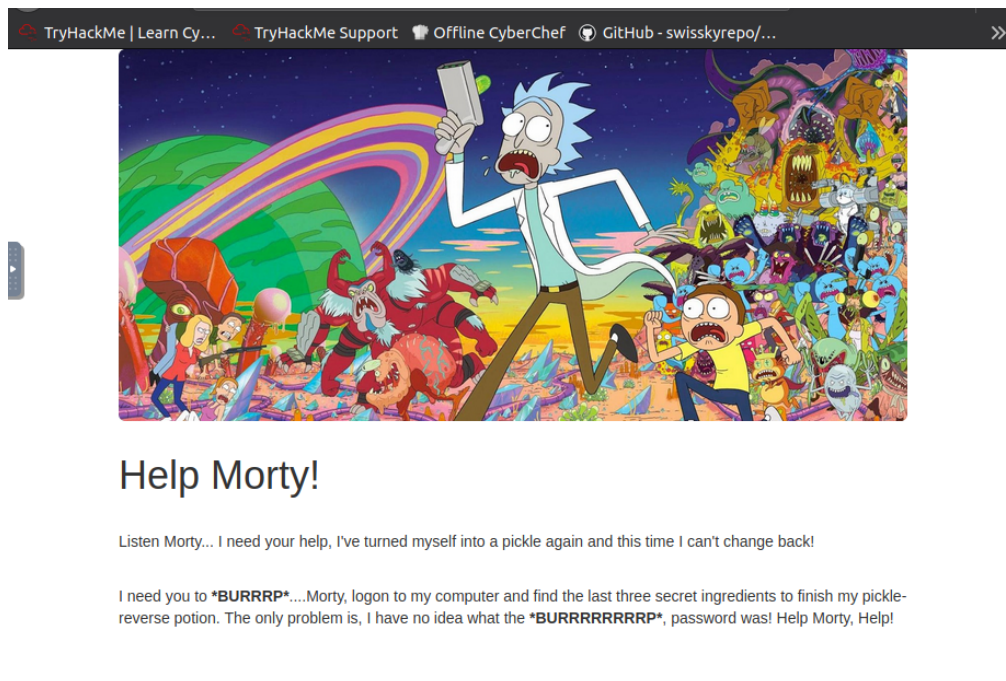 TryHackMe | Learn Cy… TryHackMe Support Offline CyberChef GitHub - swisskyrepo/…
Help Morty!
Listen Morty... I need your help, I've turned myself into a pickle again and this time I can't change back!
I need you to *BURRRP*....Morty, logon to my computer and find the last three secret ingredients to finish my pickle-
reverse potion. The only problem is, I have no idea what the *BURRRRRRRRP*, password was! Help Morty, Help!